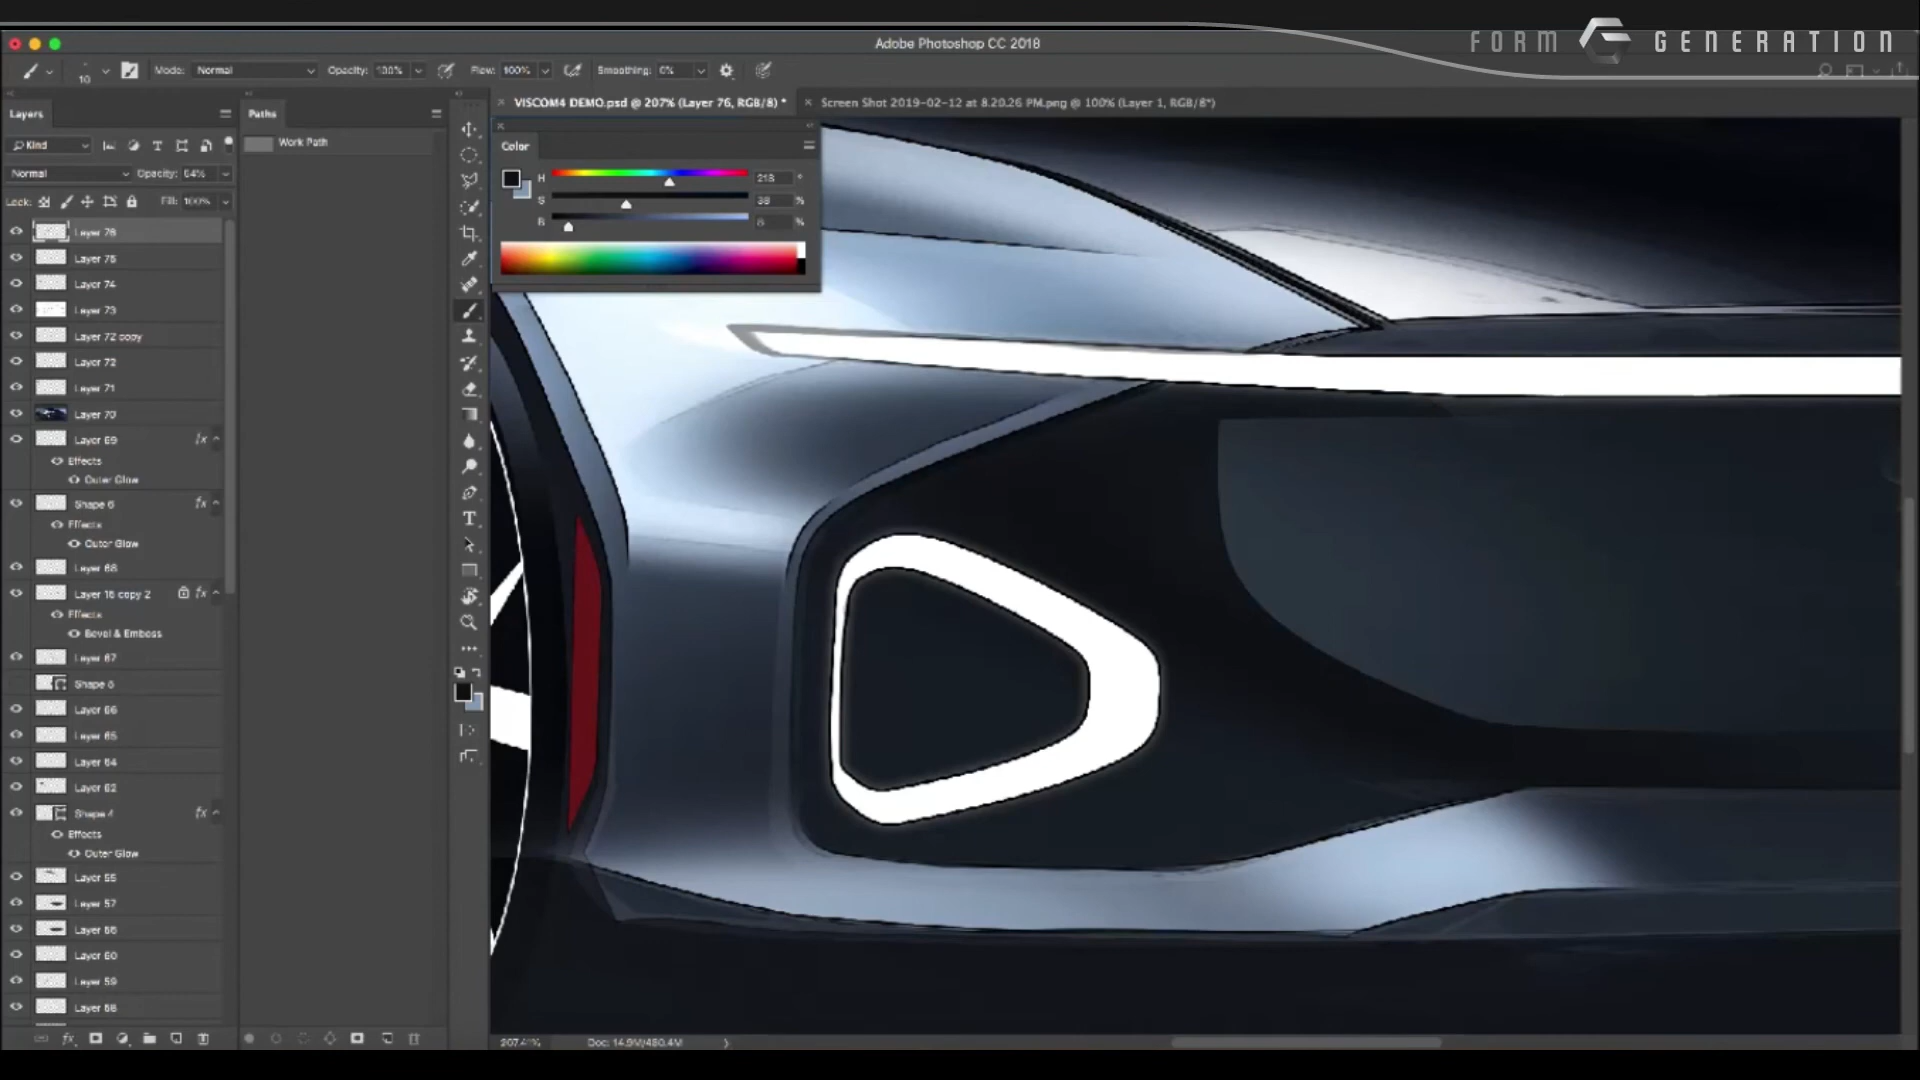 FORM GENERATION
Adobe Photoshop CC 2018
10 Mode: Normal Opacity: 100% Flow: 100% Smoothing: 0%
Layers Paths
VISCOM4 DEMO.psd @ 207% (Layer 76, RGB/8) *
Screen Shot 2019-02-12 at 8.20.26 PM.png @ 100% (Layer 1, RGB/8*)
Kind
Work Path
Normal Opacity: 64%
Lock: Fill: 100%
Color
H 218 °
S 38 %
B 6 %
Layer 76
Layer 75
Layer 74
Layer 73
Layer 72 copy
Layer 72
Layer 71
Layer 70
Layer 69 fx
Effects
Outer Glow
Shape 6 fx
Effects
Outer Glow
Layer 68
Layer 16 copy 2 fx
Effects
Bevel & Emboss
Layer 67
Shape 5
Layer 66
Layer 65
Layer 64
Layer 62
Shape 4 fx
Effects
Outer Glow
Layer 55
Layer 57
Layer 60
Layer 59
Layer 58
fx
T
T
207.41% Doc: 14.9M/480.4M